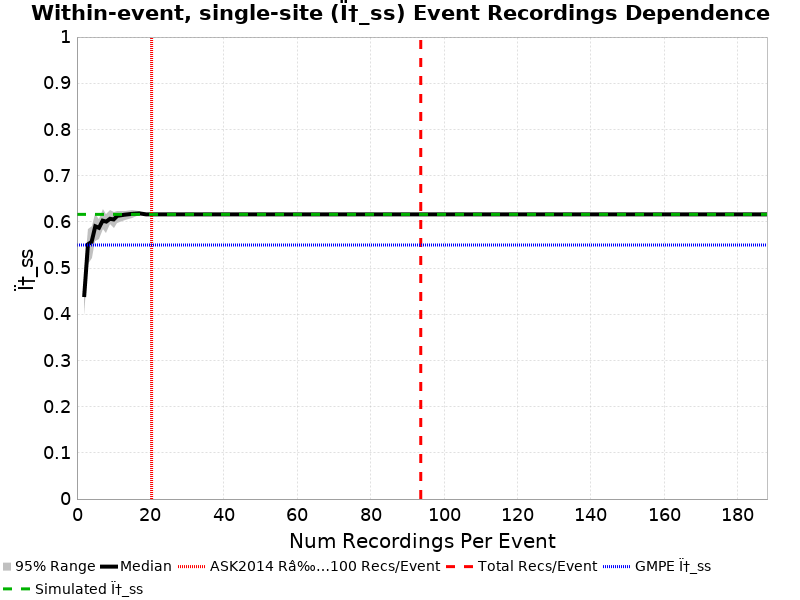 Within-event, single-site (Ï†_ss) Event Recordings Dependence
1
0.9
0.8
0.7
0.6
0.5
0.4
0.3
0.2
0.1
0
Ï†_ss
0 20 40 60 80 100 120 140 160 180
Num Recordings Per Event
95% Range Median ASK2014 Râ‰…100 Recs/Event Total Recs/Event GMPE Ï†_ss
Simulated Ï†_ss